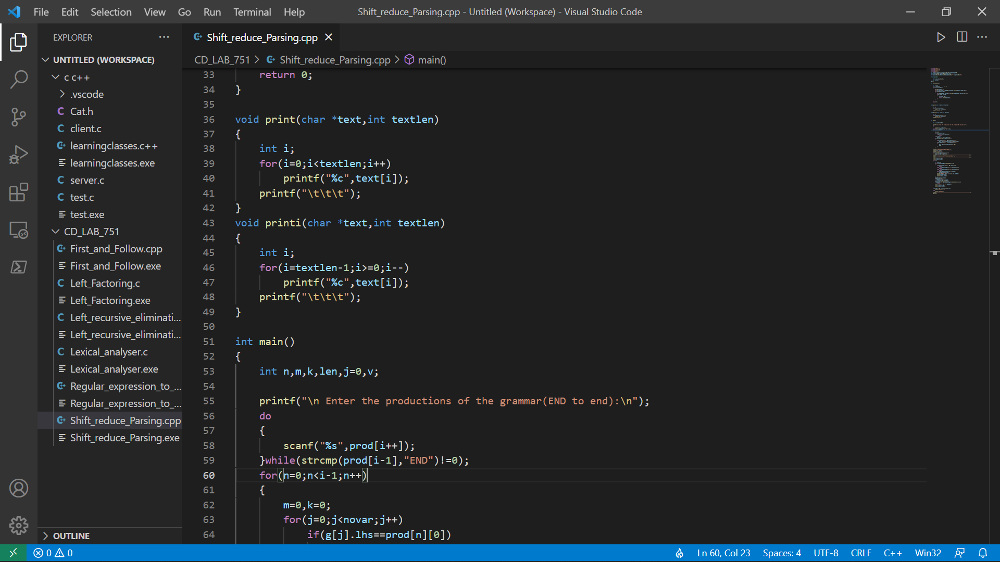 File Edit Selection View Go Run Terminal Help Shift_reduce_Parsing.cpp - Untitled (Workspace) - Visual Studio Code
EXPLORER
UNTITLED (WORKSPACE)
c c++
.vscode
Cat.h
client.c
learningclasses.c++
learningclasses.exe
server.c
test.c
test.exe
CD_LAB_751
First_and_Follow.cpp
First_and_Follow.exe
Left_Factoring.c
Left_Factoring.exe
Left_recursive_eliminati...
Left_recursive_eliminati...
Lexical_analyser.c
Lexical_analyser.exe
Regular_expression_to_...
Regular_expression_to_...
Shift_reduce_Parsing.cpp
Shift_reduce_Parsing.exe
OUTLINE
Shift_reduce_Parsing.cpp
CD_LAB_751 > Shift_reduce_Parsing.cpp > main()
33 return 0;
34 }
35
36 void print(char *text,int textlen)
37 {
38 int i;
39 for(i=0;i<textlen;i++)
40 printf("%c",text[i]);
41 printf("\t\t\t");
42 }
43 void printi(char *text,int textlen)
44 {
45 int i;
46 for(i=textlen-1;i>=0;i--)
47 printf("%c",text[i]);
48 printf("\t\t\t");
49 }
50
51 int main()
52 {
53 int n,m,k,len,j=0,v;
54
55 printf("\n Enter the productions of the grammar(END to end):\n");
56 do
57 {
58 scanf("%s",prod[i++]);
59 }while(strcmp(prod[i-1],"END")!=0);
60 for(n=0;n<i-1;n++)
61 {
62 m=0,k=0;
63 for(j=0;j<novar;j++)
64 if(g[j].lhs==prod[n][0])
0 0 Ln 60, Col 23 Spaces: 4 UTF-8 CRLF C++ Win32